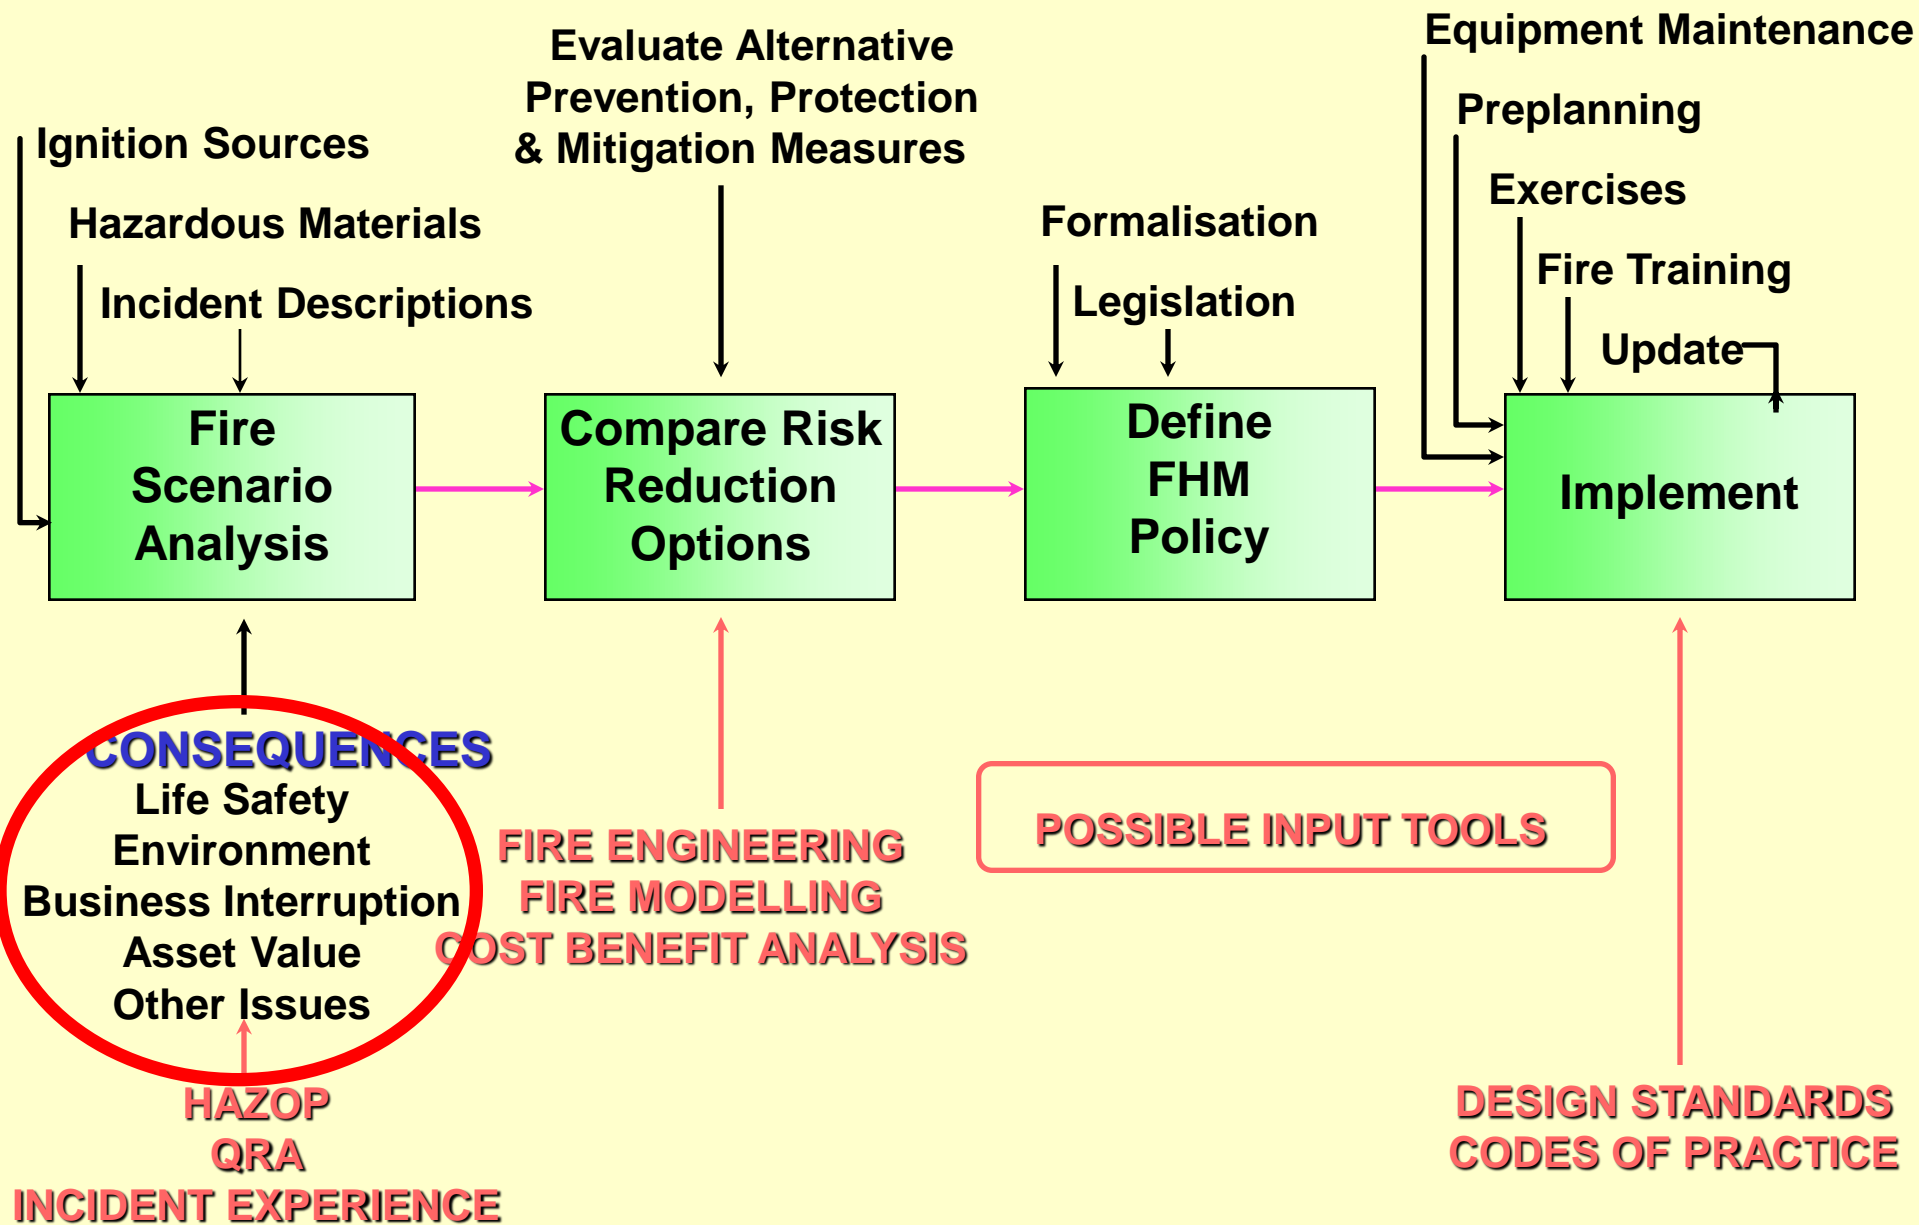 Ignition Sources
Hazardous Materials
Incident Descriptions
Evaluate Alternative
Prevention, Protection
& Mitigation Measures
Formalisation
Legislation
Equipment Maintenance
Preplanning
Exercises
Fire Training
Update
Fire
Scenario
Analysis
Compare Risk
Reduction
Options
Define
FHM
Policy
Implement
CONSEQUENCES
Life Safety
Environment
Business Interruption
Asset Value
Other Issues
HAZOP
QRA
INCIDENT EXPERIENCE
FIRE ENGINEERING
FIRE MODELLING
COST BENEFIT ANALYSIS
POSSIBLE INPUT TOOLS
DESIGN STANDARDS
CODES OF PRACTICE